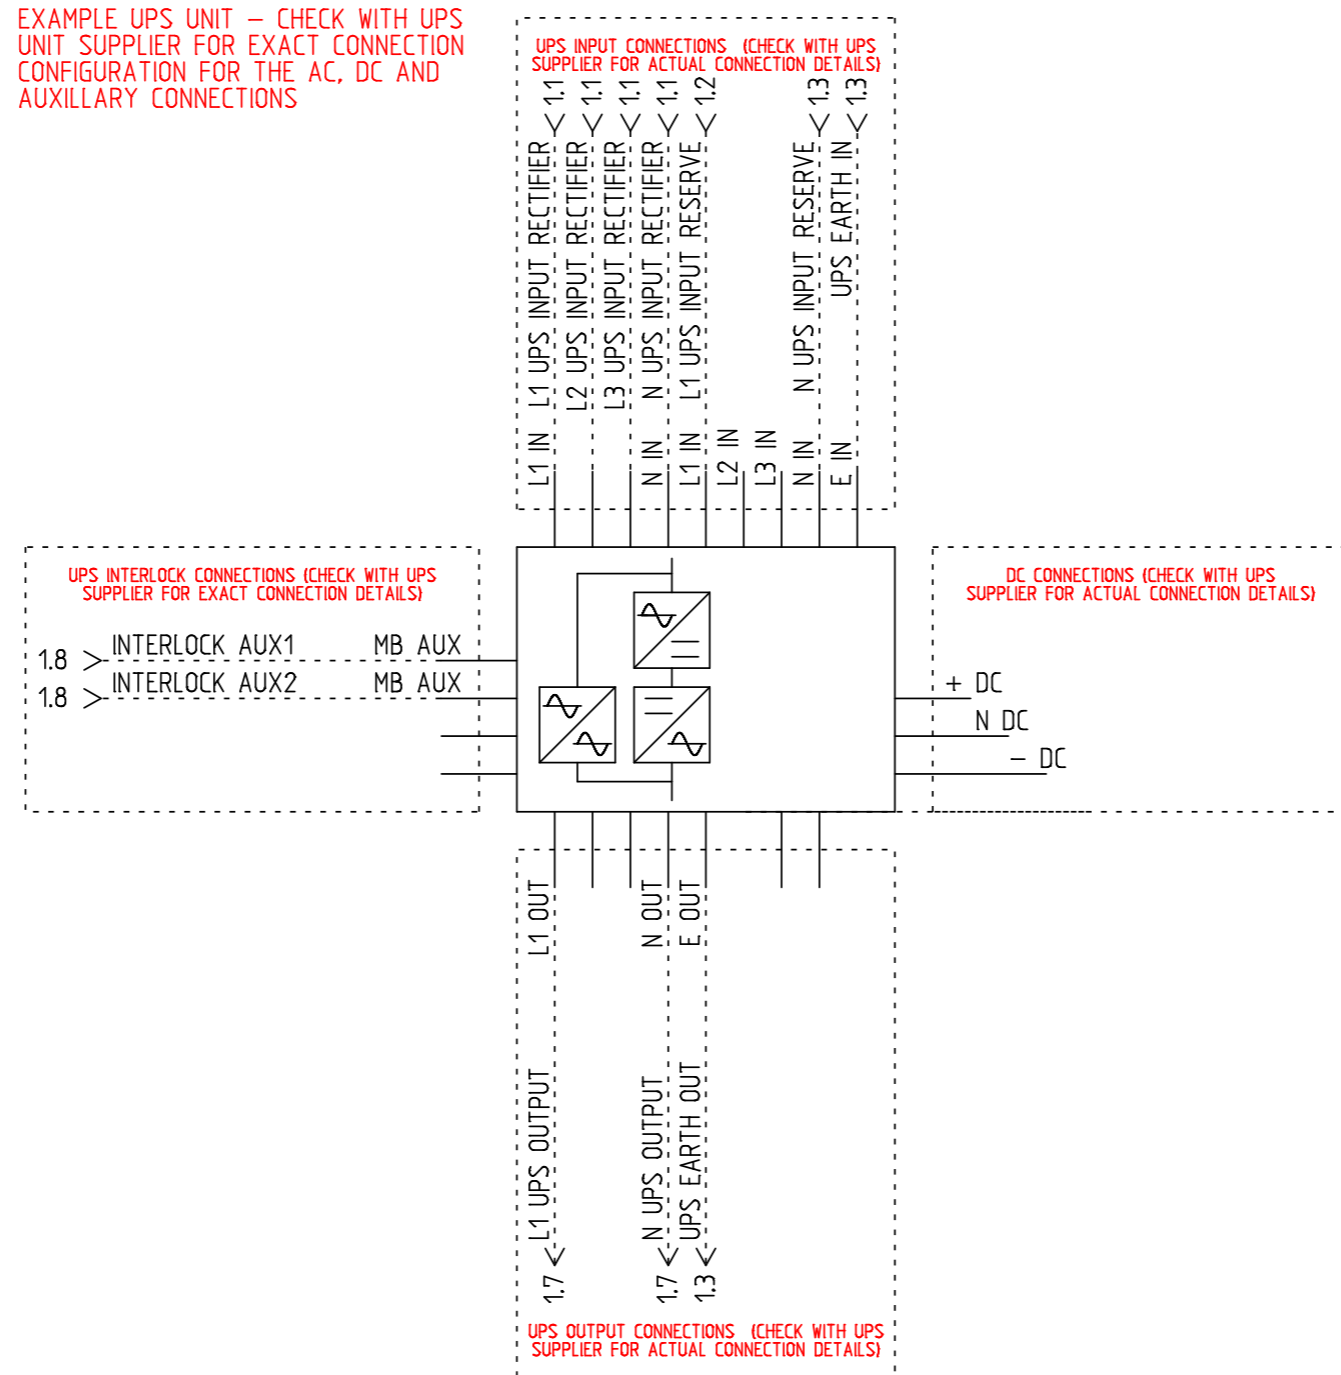 EXAMPLE UPS UNIT – CHECK WITH UPS
UNIT SUPPLIER FOR EXACT CONNECTION
CONFIGURATION FOR THE AC, DC AND
AUXILLARY CONNECTIONS
UPS INPUT CONNECTIONS (CHECK WITH UPS
SUPPLIER FOR ACTUAL CONNECTION DETAILS)
L1 IN L1 UPS INPUT RECTIFIER 1.1
L2 UPS INPUT RECTIFIER 1.1
L3 UPS INPUT RECTIFIER 1.1
N IN N UPS INPUT RECTIFIER 1.1
L1 IN L1 UPS INPUT RESERVE 1.2
L2 IN
L3 IN
N IN N UPS INPUT RESERVE 1.3
E IN UPS EARTH IN 1.3
UPS INTERLOCK CONNECTIONS (CHECK WITH UPS
SUPPLIER FOR EXACT CONNECTION DETAILS)
1.8 INTERLOCK AUX1 MB AUX
1.8 INTERLOCK AUX2 MB AUX
DC CONNECTIONS (CHECK WITH UPS
SUPPLIER FOR ACTUAL CONNECTION DETAILS)
+ DC
N DC
– DC
1.7 L1 UPS OUTPUT L1 OUT
1.7 N UPS OUTPUT N OUT
1.3 UPS EARTH OUT E OUT
UPS OUTPUT CONNECTIONS (CHECK WITH UPS
SUPPLIER FOR ACTUAL CONNECTION DETAILS)